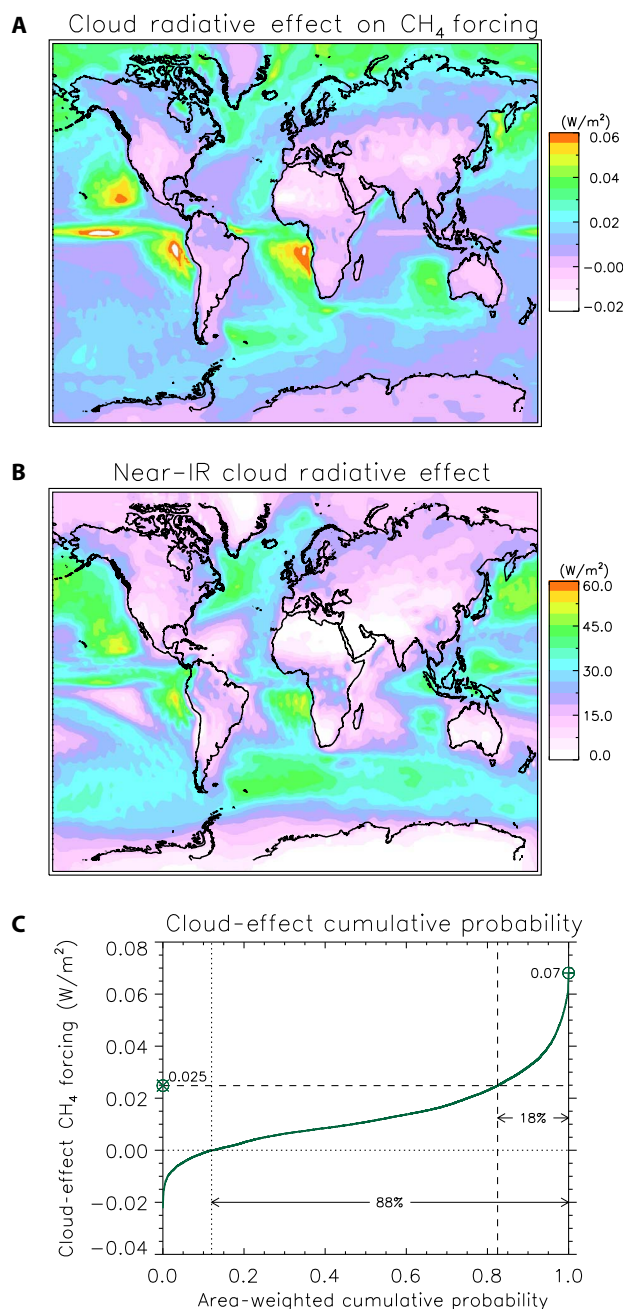 A
Cloud radiative effect on CH₄ forcing
(W/m²)
0.06
0.04
0.02
−0.00
−0.02
B
Near−IR cloud radiative effect
(W/m²)
60.0
45.0
30.0
15.0
0.0
C
Cloud−effect cumulative probability
Cloud−effect CH₄ forcing (W/m²)
0.08
0.06
0.04
0.02
0.00
−0.02
−0.04
0.07
0.025
18%
88%
0.0 0.2 0.4 0.6 0.8 1.0
Area−weighted cumulative probability